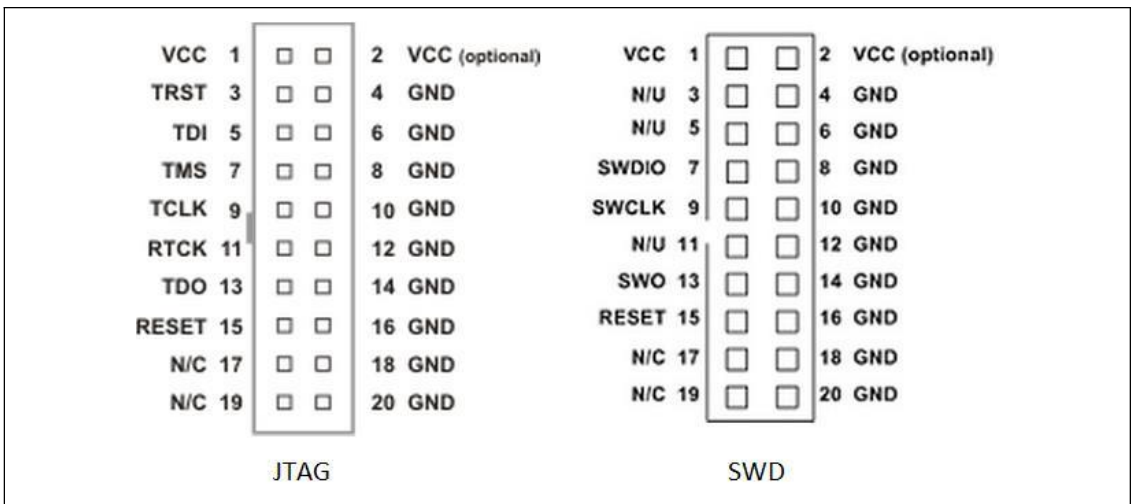 VCC 1 2 VCC (optional)
TRST 3 4 GND
TDI 5 6 GND
TMS 7 8 GND
TCLK 9 10 GND
RTCK 11 12 GND
TDO 13 14 GND
RESET 15 16 GND
N/C 17 18 GND
N/C 19 20 GND
JTAG
VCC 1 2 VCC (optional)
N/U 3 4 GND
N/U 5 6 GND
SWDIO 7 8 GND
SWCLK 9 10 GND
N/U 11 12 GND
SWO 13 14 GND
RESET 15 16 GND
N/C 17 18 GND
N/C 19 20 GND
SWD